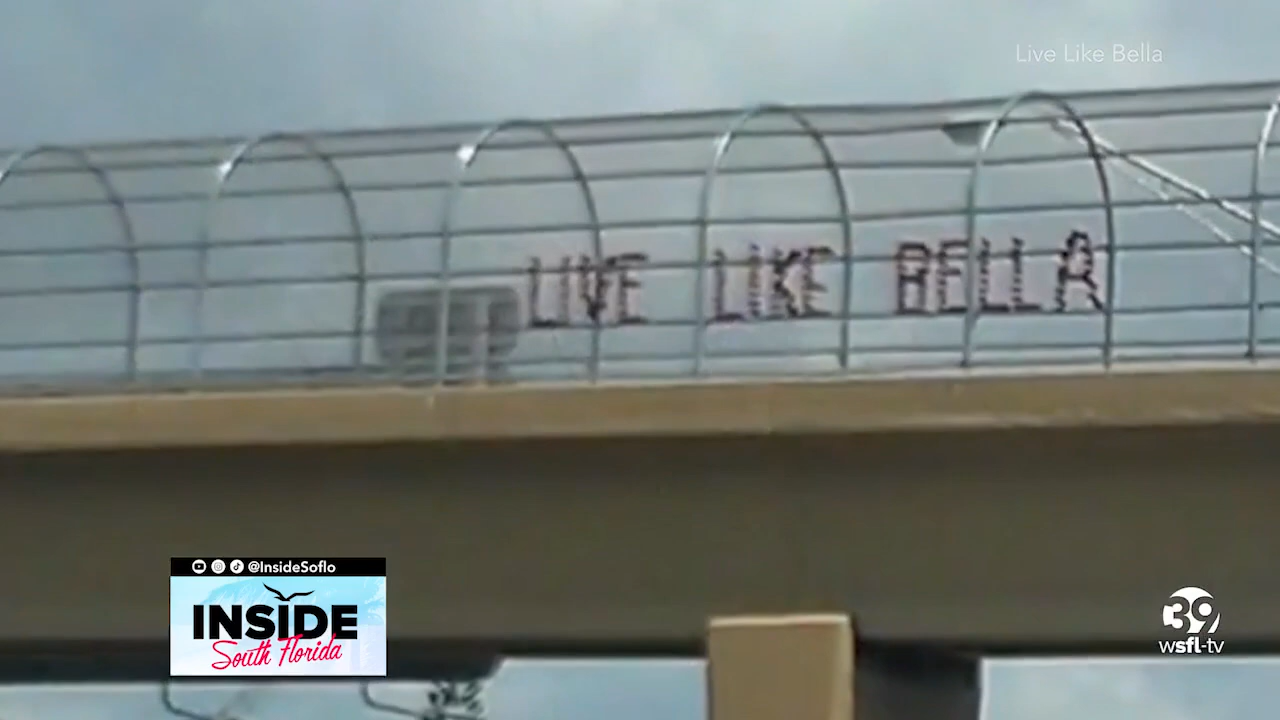 Live Like Bella
LIVE LIKE BELLA
@InsideSoflo
INSIDE
South Florida
39
wsfl-tv